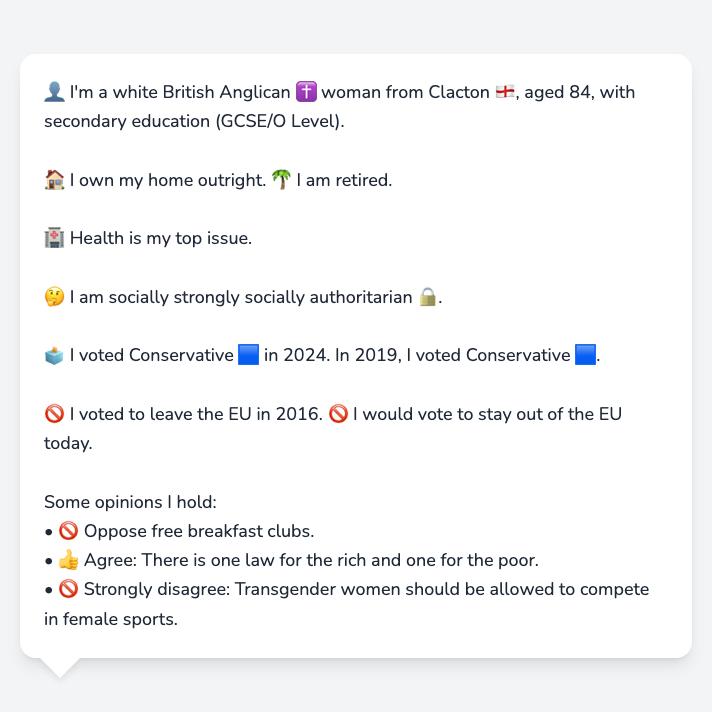 👤 I'm a white British Anglican ✝️ woman from Clacton 🏴󠁧󠁢󠁥󠁮󠁧󠁿, aged 84, with
secondary education (GCSE/O Level).
🏠 I own my home outright. 🌴 I am retired.
🏥 Health is my top issue.
🤔 I am socially strongly socially authoritarian 🔒.
🗳️ I voted Conservative 🟦 in 2024. In 2019, I voted Conservative 🟦.
🚫 I voted to leave the EU in 2016. 🚫 I would vote to stay out of the EU
today.
Some opinions I hold:
• 🚫 Oppose free breakfast clubs.
• 👍 Agree: There is one law for the rich and one for the poor.
• 🚫 Strongly disagree: Transgender women should be allowed to compete
in female sports.